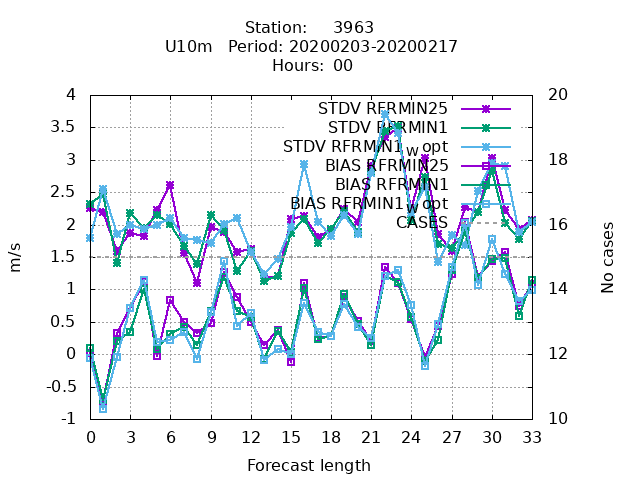 Station: 3963
U10m Period: 20200203-20200217
Hours: 00
4
3.5
3
2.5
2
1.5
1
0.5
0
-0.5
-1
20
18
16
14
12
10
STDV RFRMIN25
STDV RFRMIN1
STDV RFRMIN1_w opt
BIAS RFRMIN25
BIAS RFRMIN1
BIAS RFRMIN1_w opt
CASES
m/s
No cases
0 3 6 9 12 15 18 21 24 27 30 33
Forecast length